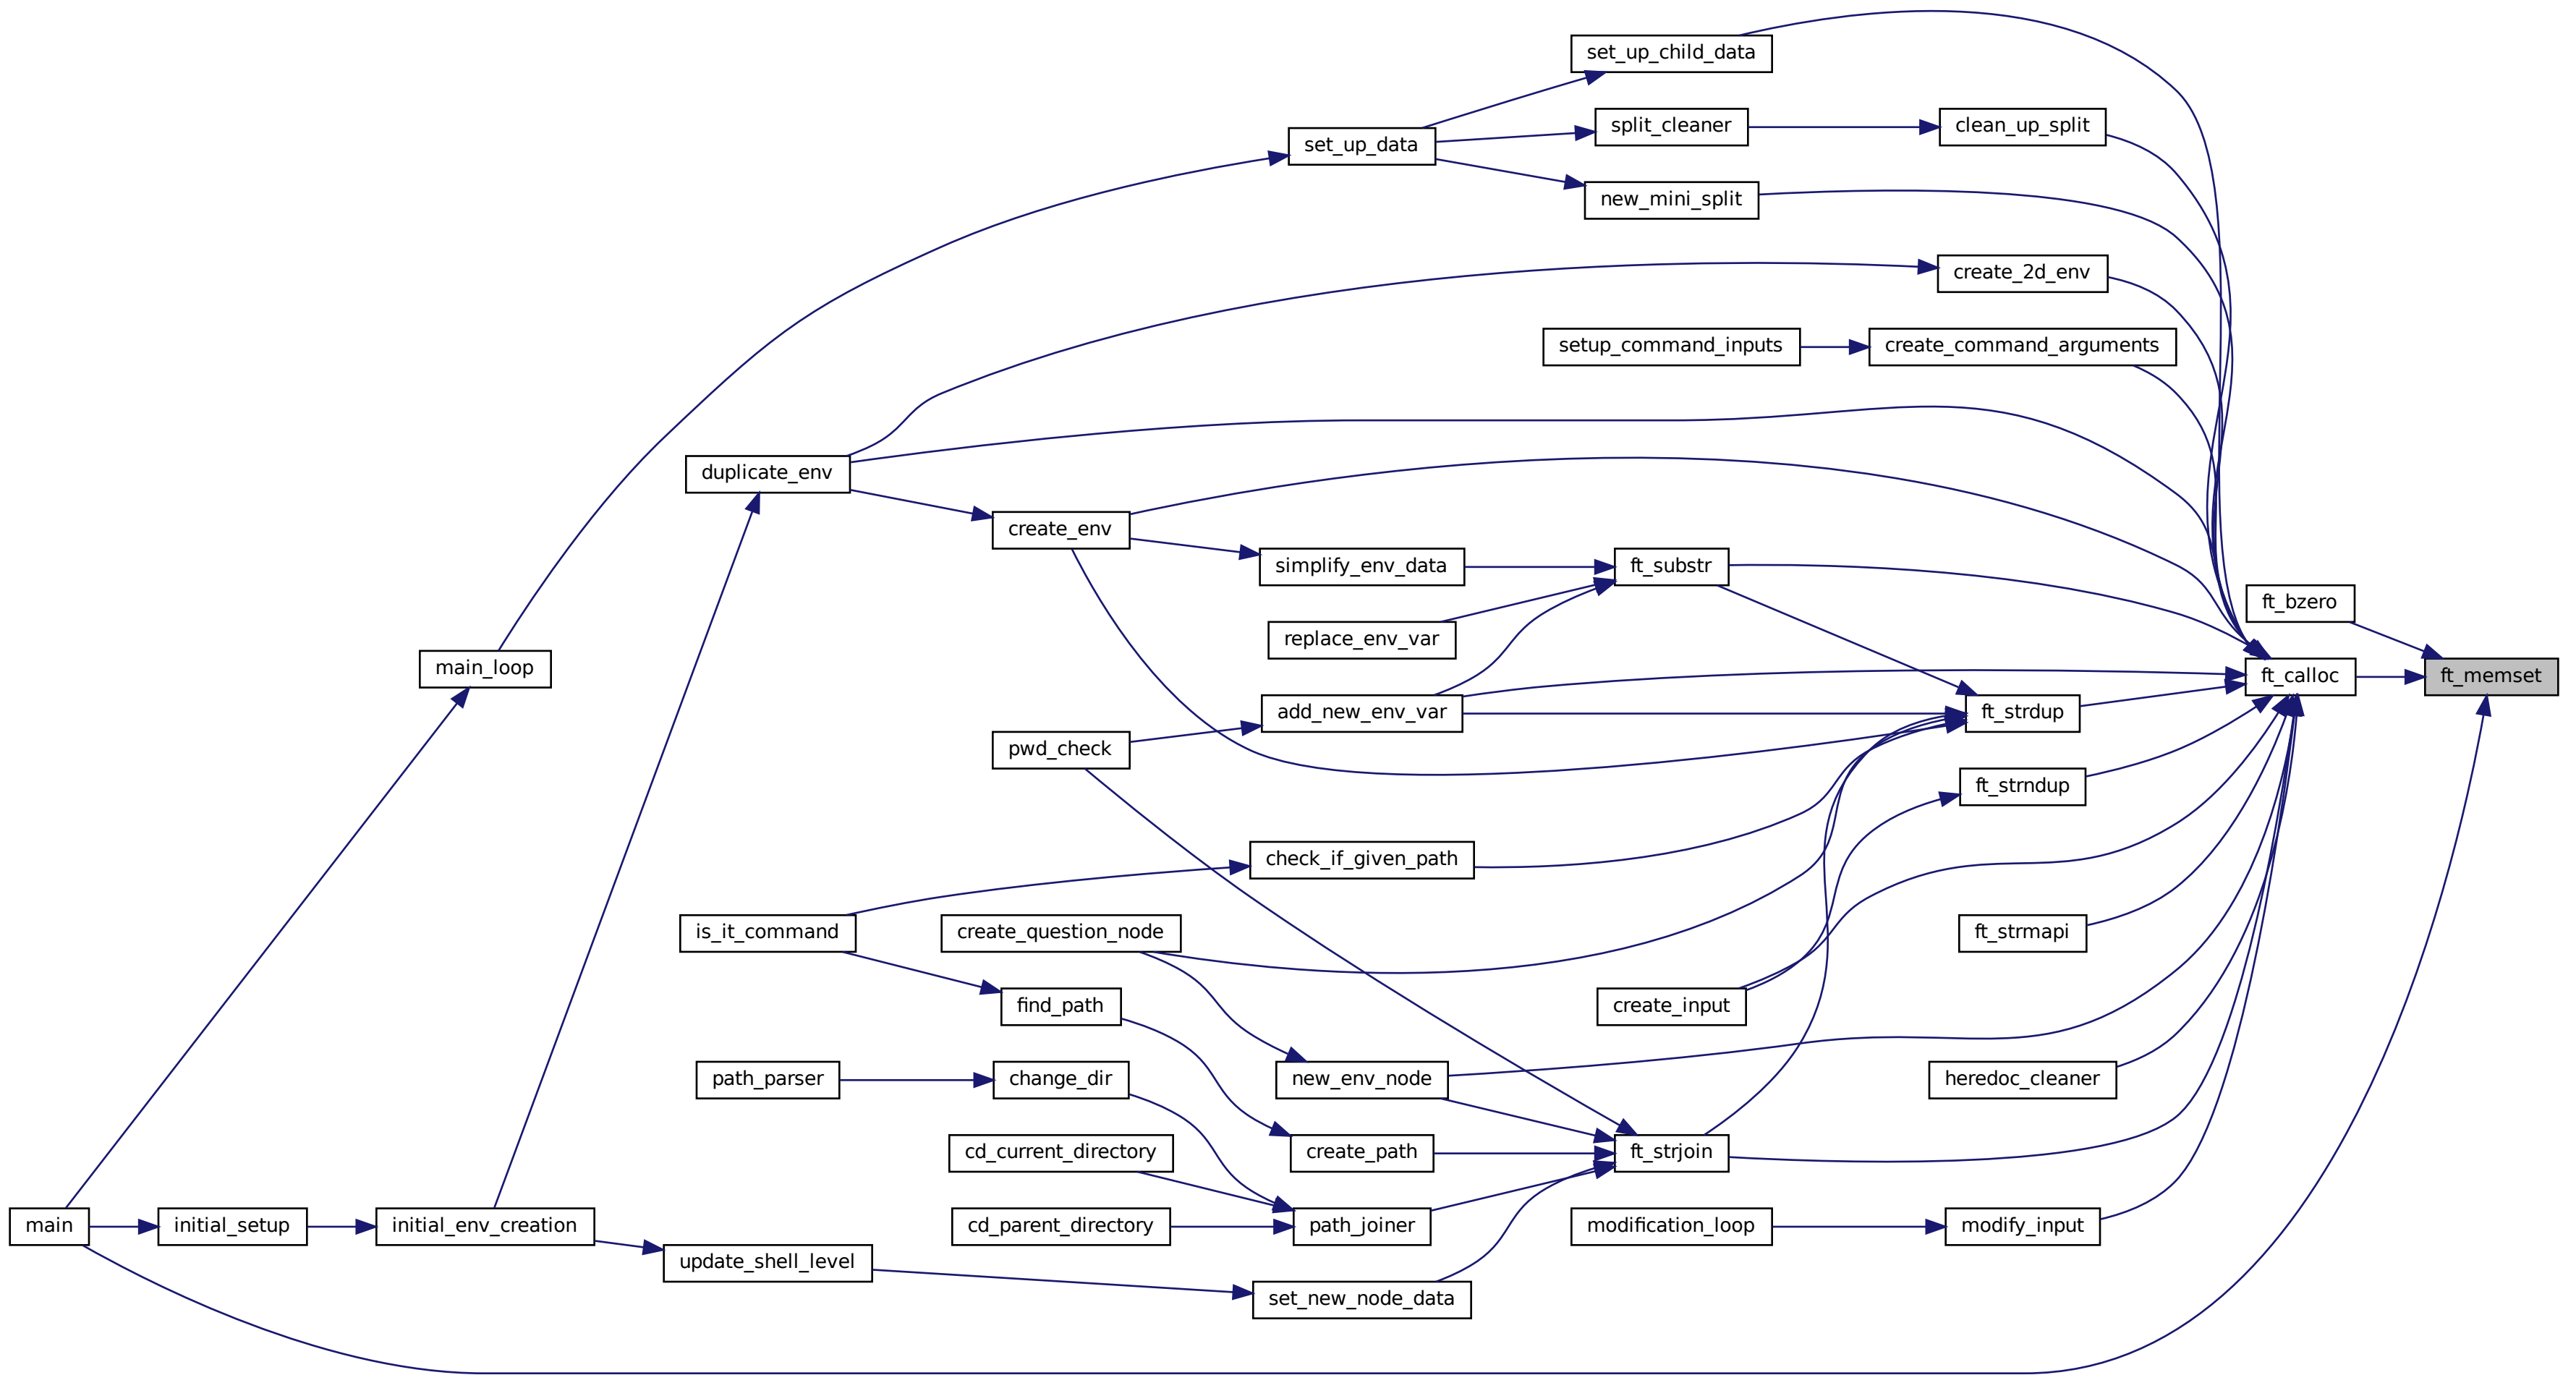 set_up_child_data
split_cleaner
clean_up_split
set_up_data
new_mini_split
create_2d_env
setup_command_inputs
create_command_arguments
duplicate_env
create_env
simplify_env_data
ft_substr
ft_bzero
replace_env_var
main_loop
ft_calloc
ft_memset
add_new_env_var
ft_strdup
pwd_check
ft_strndup
check_if_given_path
is_it_command
create_question_node
ft_strmapi
find_path
create_input
path_parser
change_dir
new_env_node
heredoc_cleaner
cd_current_directory
create_path
ft_strjoin
main
initial_setup
initial_env_creation
cd_parent_directory
path_joiner
modification_loop
modify_input
update_shell_level
set_new_node_data